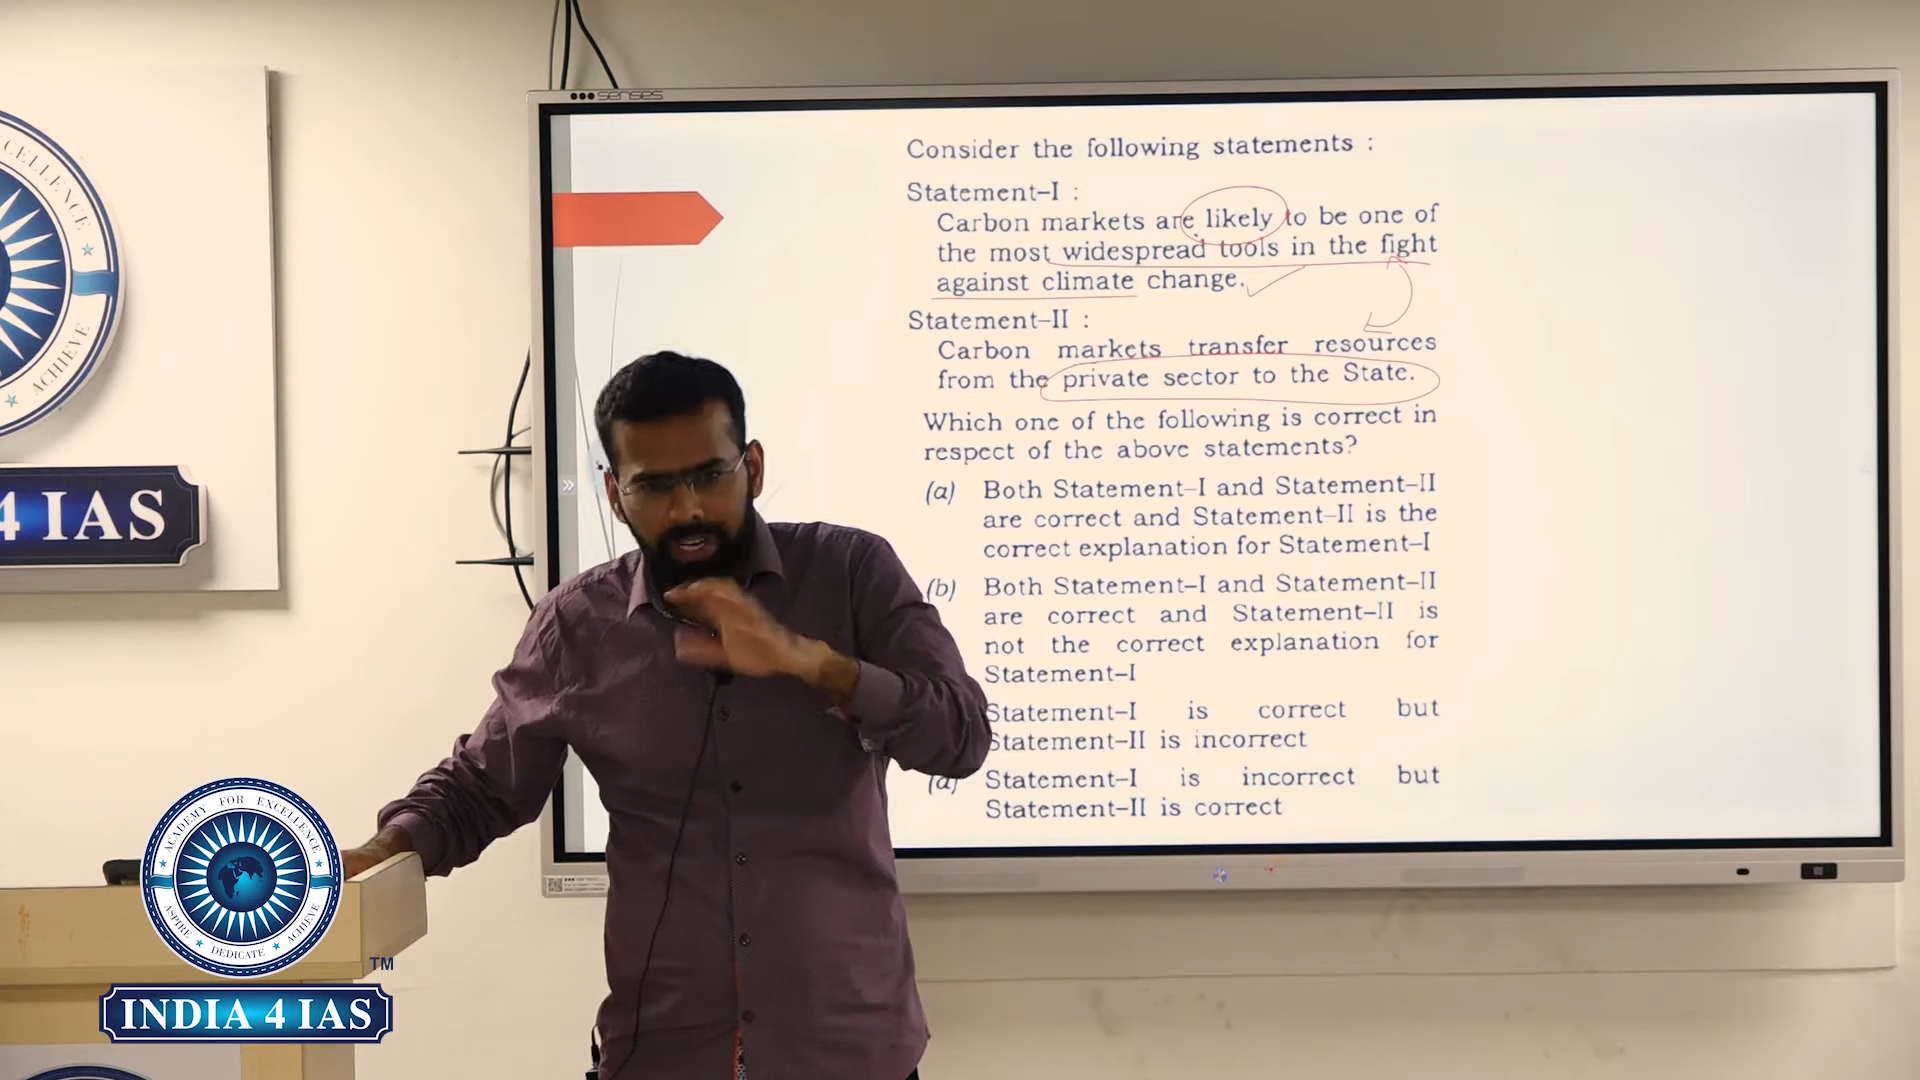 senses
EXCELLENCE
ACHIEVE
4 IAS
Consider the following statements :
Statement–I :
Carbon markets are likely to be one of
the most widespread tools in the fight
against climate change.
Statement–II :
Carbon markets transfer resources
from the private sector to the State.
Which one of the following is correct in
respect of the above statements?
(a) Both Statement–I and Statement–II
are correct and Statement–II is the
correct explanation for Statement–I
(b) Both Statement–I and Statement–II
are correct and Statement–II is
not the correct explanation for
Statement–I
Statement–I is correct but
Statement–II is incorrect
(d) Statement–I is incorrect but
Statement–II is correct
ACADEMY FOR EXCELLENCE
ASPIRE DEDICATE ACHIEVE
TM
INDIA 4 IAS